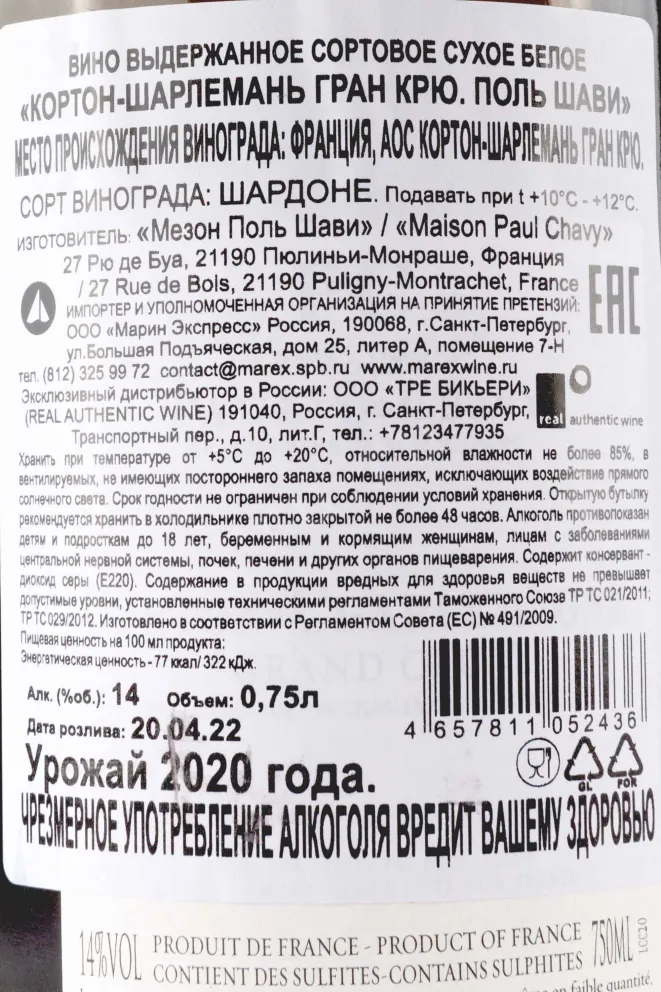 ВИНО ВЫДЕРЖАННОЕ СОРТОВОЕ СУХОЕ БЕЛОЕ
«КОРТОН-ШАРЛЕМАНЬ ГРАН КРЮ. ПОЛЬ ШАВИ»
МЕСТО ПРОИСХОЖДЕНИЯ ВИНОГРАДА: ФРАНЦИЯ, АОС КОРТОН-ШАРЛЕМАНЬ ГРАН КРЮ.
СОРТ ВИНОГРАДА: ШАРДОНЕ. Подавать при t +10°C - +12°C.
ИЗГОТОВИТЕЛЬ: «Мезон Поль Шави» / «Maison Paul Chavy»
27 Рю де Буа, 21190 Пюлиньи-Монраше, Франция
/ 27 Rue de Bois, 21190 Puligny-Montrachet, France
EAC
ИМПОРТЕР И УПОЛНОМОЧЕННАЯ ОРГАНИЗАЦИЯ НА ПРИНЯТИЕ ПРЕТЕНЗИЙ:
ООО «Марин Экспресс» Россия, 190068, г.Санкт-Петербург,
ул.Большая Подъяческая, дом 25, литер А, помещение 7-Н
тел. (812) 325 99 72 contact@marex.spb.ru www.marexwine.ru
Эксклюзивный дистрибьютор в России: ООО «ТРЕ БИКЬЕРИ»
(REAL AUTHENTIC WINE) 191040, Россия, г. Санкт-Петербург,
real authentic wine
Транспортный пер., д.10, лит.Г, тел.: +78123477935
Хранить при температуре от +5°C до +20°C, относительной влажности не более 85%, в
вентилируемых, не имеющих постороннего запаха помещениях, исключающих воздействие прямого
солнечного света. Срок годности не ограничен при соблюдении условий хранения. Открытую бутылку
рекомендуется хранить в холодильнике плотно закрытой не более 48 часов. Алкоголь противопоказан
детям и подросткам до 18 лет, беременным и кормящим женщинам, лицам с заболеваниями
центральной нервной системы, почек, печени и других органов пищеварения. Содержит консервант -
диоксид серы (E220). Содержание в продукции вредных для здоровья веществ не превышает
допустимые уровни, установленные техническими регламентами Таможенного Союза ТР ТС 021/2011;
ТР ТС 029/2012. Изготовлено в соответствии с Регламентом Совета (ЕС) № 491/2009.
Пищевая ценность на 100 мл продукта:
Энергетическая ценность - 77 ккал/ 322 кДж.
Алк. (%об.): 14 Объем: 0,75л
Дата розлива: 20.04.22
4 657811 052436
Урожай 2020 года.
GL FOR
ЧРЕЗМЕРНОЕ УПОТРЕБЛЕНИЕ АЛКОГОЛЯ ВРЕДИТ ВАШЕМУ ЗДОРОВЬЮ
14%VOL
PRODUIT DE FRANCE - PRODUCT OF FRANCE
CONTIENT DES SULFITES-CONTAINS SULPHITES
750ML
LCC20
en faible quantité,